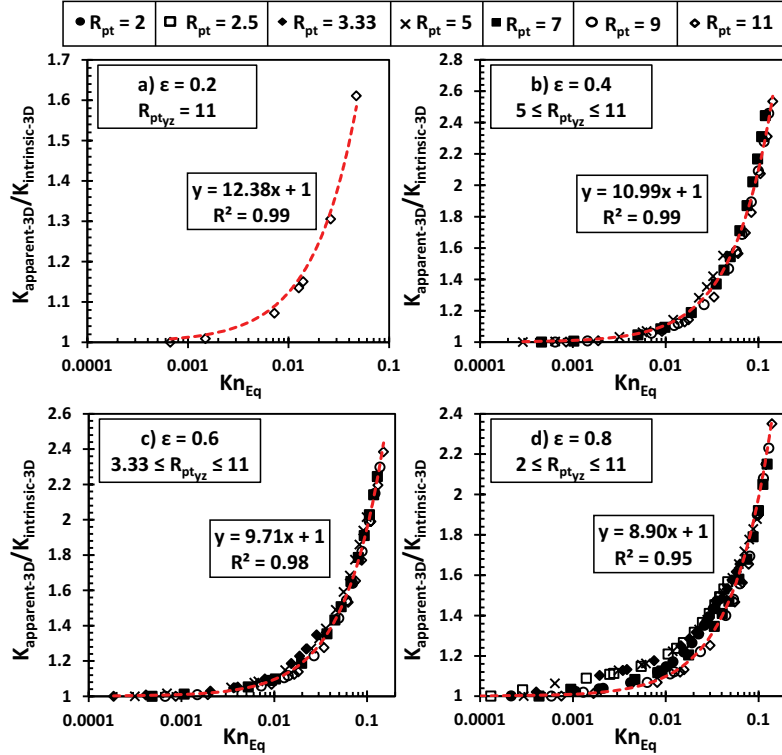 R_pt = 2 R_pt = 2.5 R_pt = 3.33 R_pt = 5 R_pt = 7 R_pt = 9 R_pt = 11
K_apparent-3D/K_intrinsic-3D
1.7
1.6
1.5
1.4
1.3
1.2
1.1
1
a) ε = 0.2
R_pt_yz = 11
y = 12.38x + 1
R² = 0.99
0.0001 0.001 0.01 0.1
Kn_Eq
K_apparent-3D/K_intrinsic-3D
2.8
2.6
2.4
2.2
2
1.8
1.6
1.4
1.2
1
b) ε = 0.4
5 ≤ R_pt_yz ≤ 11
y = 10.99x + 1
R² = 0.99
0.0001 0.001 0.01 0.1
Kn_Eq
K_apparent-3D/K_intrinsic-3D
2.6
2.4
2.2
2
1.8
1.6
1.4
1.2
1
c) ε = 0.6
3.33 ≤ R_pt_yz ≤ 11
y = 9.71x + 1
R² = 0.98
0.0001 0.001 0.01 0.1
Kn_Eq
K_apparent-3D/K_intrinsic-3D
2.4
2.2
2
1.8
1.6
1.4
1.2
1
d) ε = 0.8
2 ≤ R_pt_yz ≤ 11
y = 8.90x + 1
R² = 0.95
0.0001 0.001 0.01 0.1
Kn_Eq